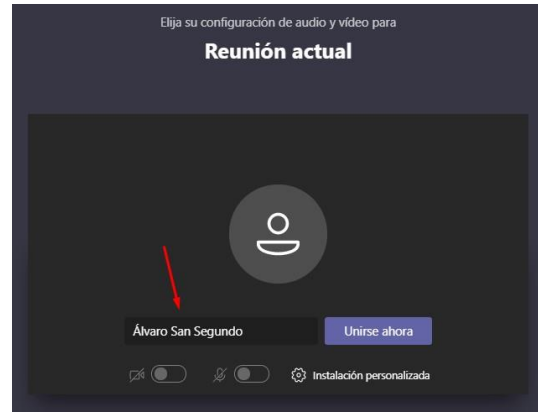 Elija su configuración de audio y vídeo para
Reunión actual
Álvaro San Segundo
Unirse ahora
Instalación personalizada